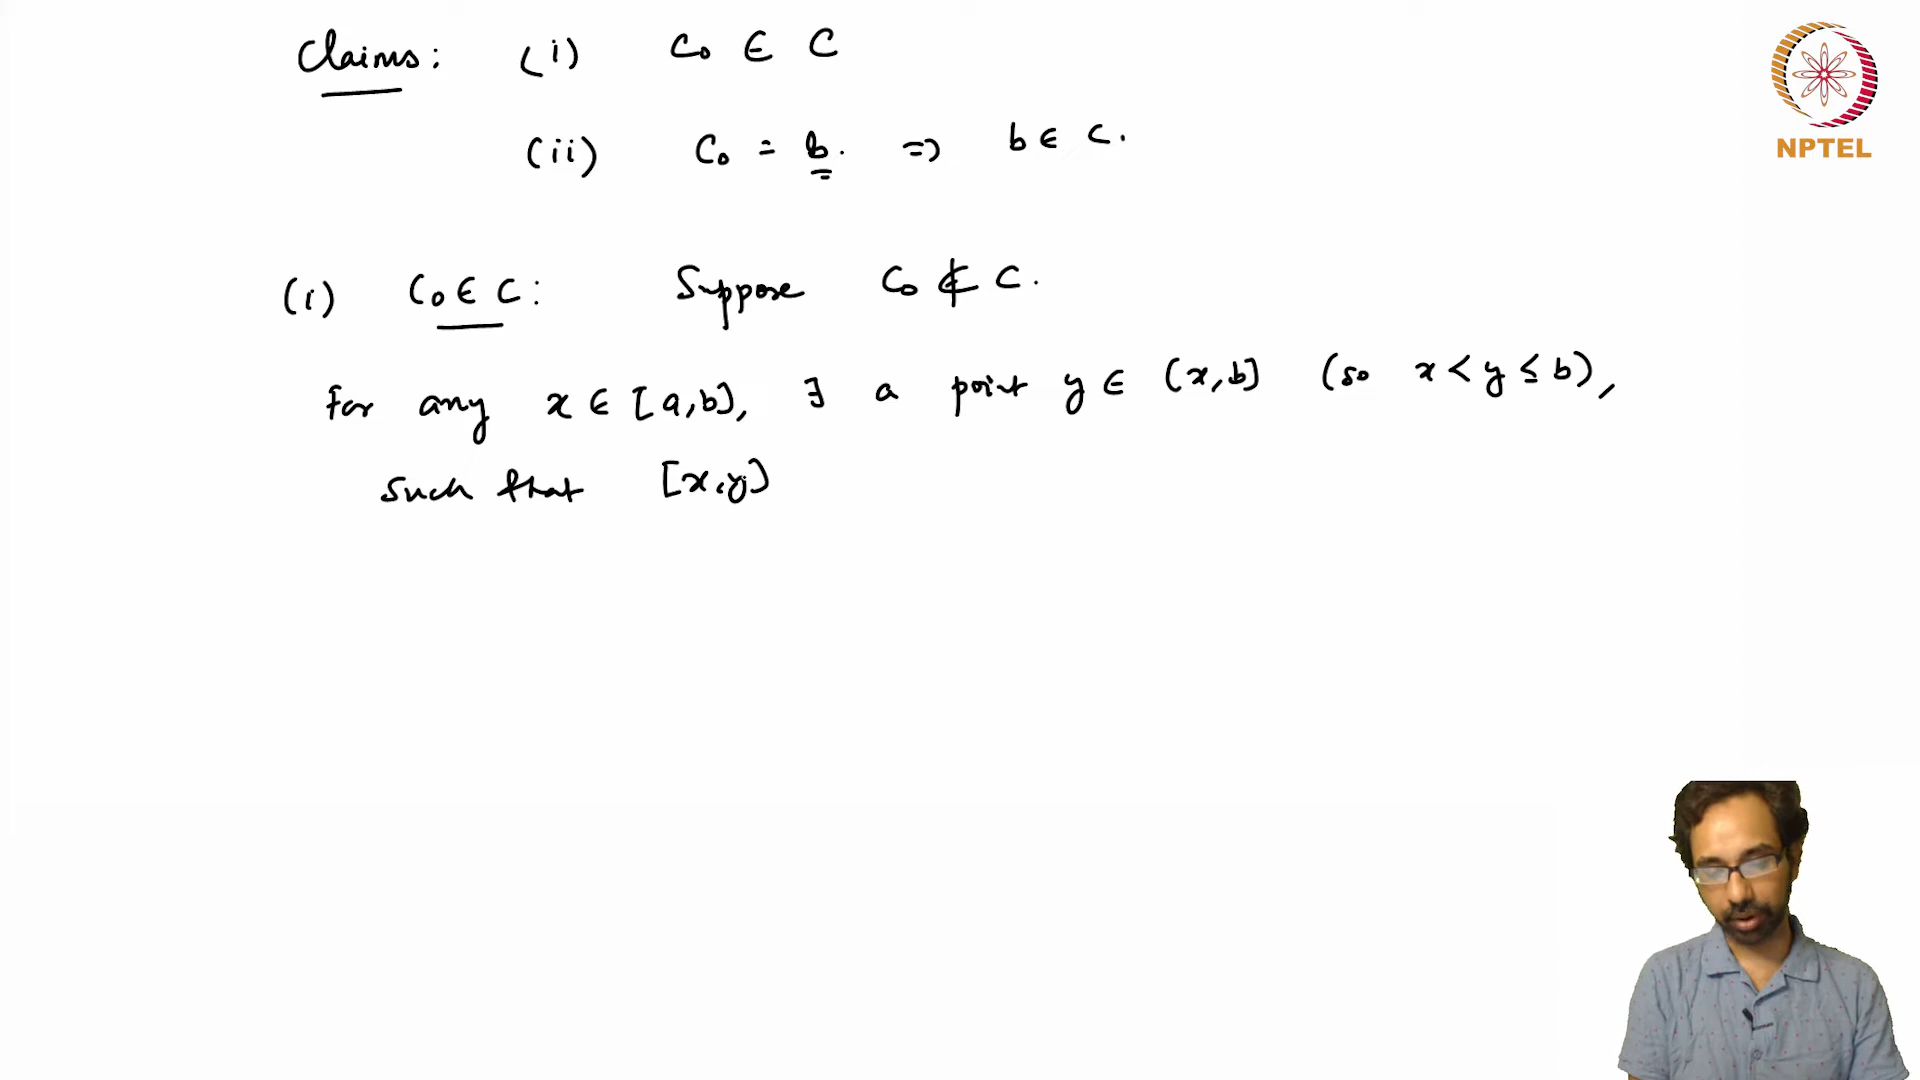 Claims: (i) C₀ ∈ C
NPTEL
(ii) C₀ = b. ⇒ b ∈ C.
(i) C₀ ∈ C: Suppose C₀ ∉ C.
For any x ∈ [a,b], ∃ a point y ∈ (x,b] (so x < y ≤ b),
such that [x,y]